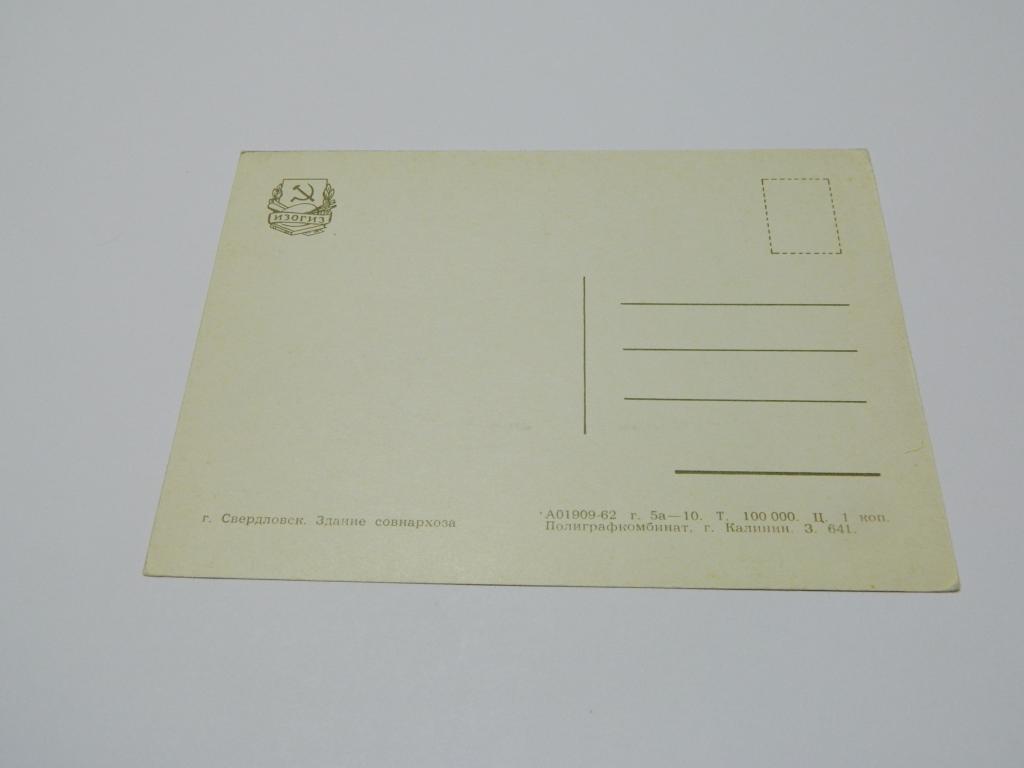 ИЗОГИЗ
г. Свердловск. Здание совнархоза
А01909-62 г. 5а—10. Т. 100 000. Ц. 1 коп.
Полиграфкомбинат, г. Калинин. З. 641.